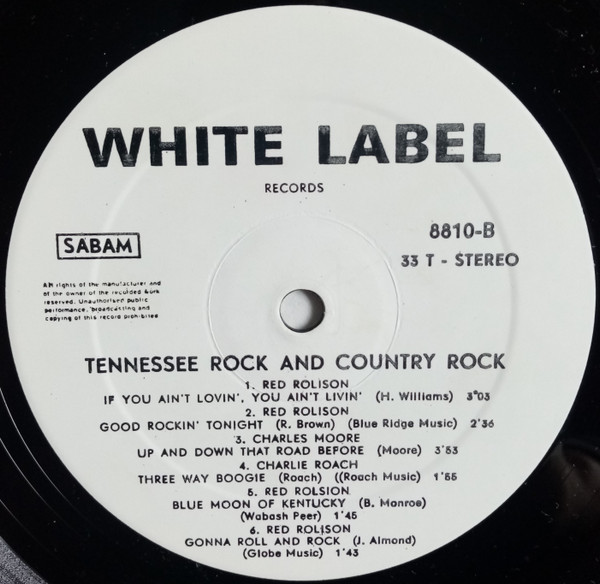 WHITE LABEL
RECORDS
SABAM
8810-B
33 T - STEREO
All rights of the manufacturer and
of the owner of the recorded work
reserved. Unauthorised public
performance, broadcasting and
copying of this record prohibited
TENNESSEE ROCK AND COUNTRY ROCK
1. RED ROLISON
IF YOU AIN'T LOVIN', YOU AIN'T LIVIN' (H. Williams) 3"03
2. RED ROLISON
GOOD ROCKIN' TONIGHT (R. Brown) (Blue Ridge Music) 2'36
3. CHARLES MOORE
UP AND DOWN THAT ROAD BEFORE (Moore) 3'53
4. CHARLIE ROACH
THREE WAY BOOGIE (Roach) ((Roach Music) 1'55
5. RED ROLSION
BLUE MOON OF KENTUCKY (B. Monroe)
(Wabash Peer) 1'45
6. RED ROLISON
GONNA ROLL AND ROCK (J. Almond)
(Globe Music) 1'43